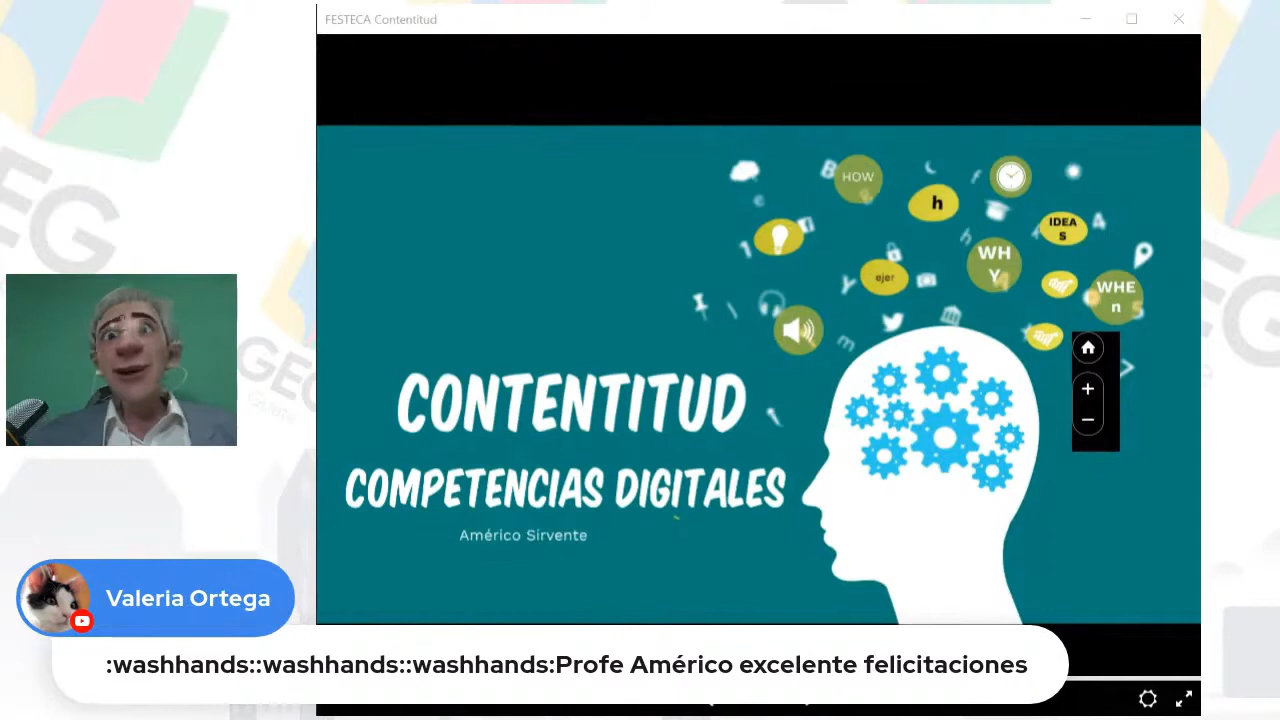 FESTECA Contentitud
HOW
h
IDEA
S
WH
Y
ejer
WHE
n
CONTENTITUD
COMPETENCIAS DIGITALES
Américo Sirvente
Valeria Ortega
:washhands::washhands::washhands:Profe Américo excelente felicitaciones
GEG